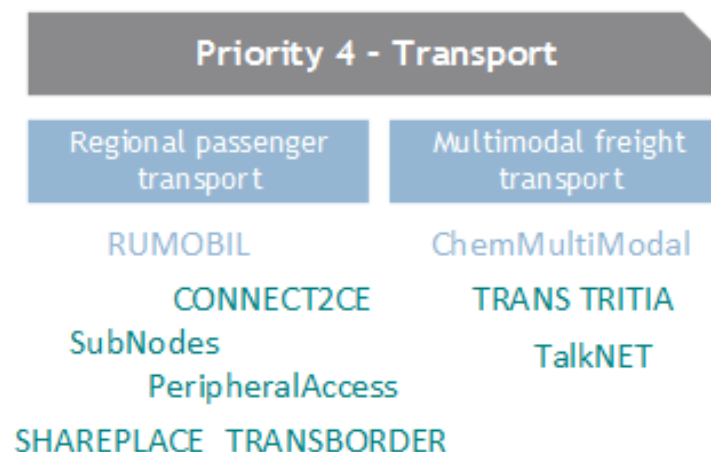 Priority 4 - Transport
Regional passenger
transport
RUMOBIL
CONNECT2CE
SubNodes
PeripheralAccess
SHAREPLACE TRANSBORDER
Multimodal freight
transport
ChemMultiModal
TRANS TRITIA
TalkNET